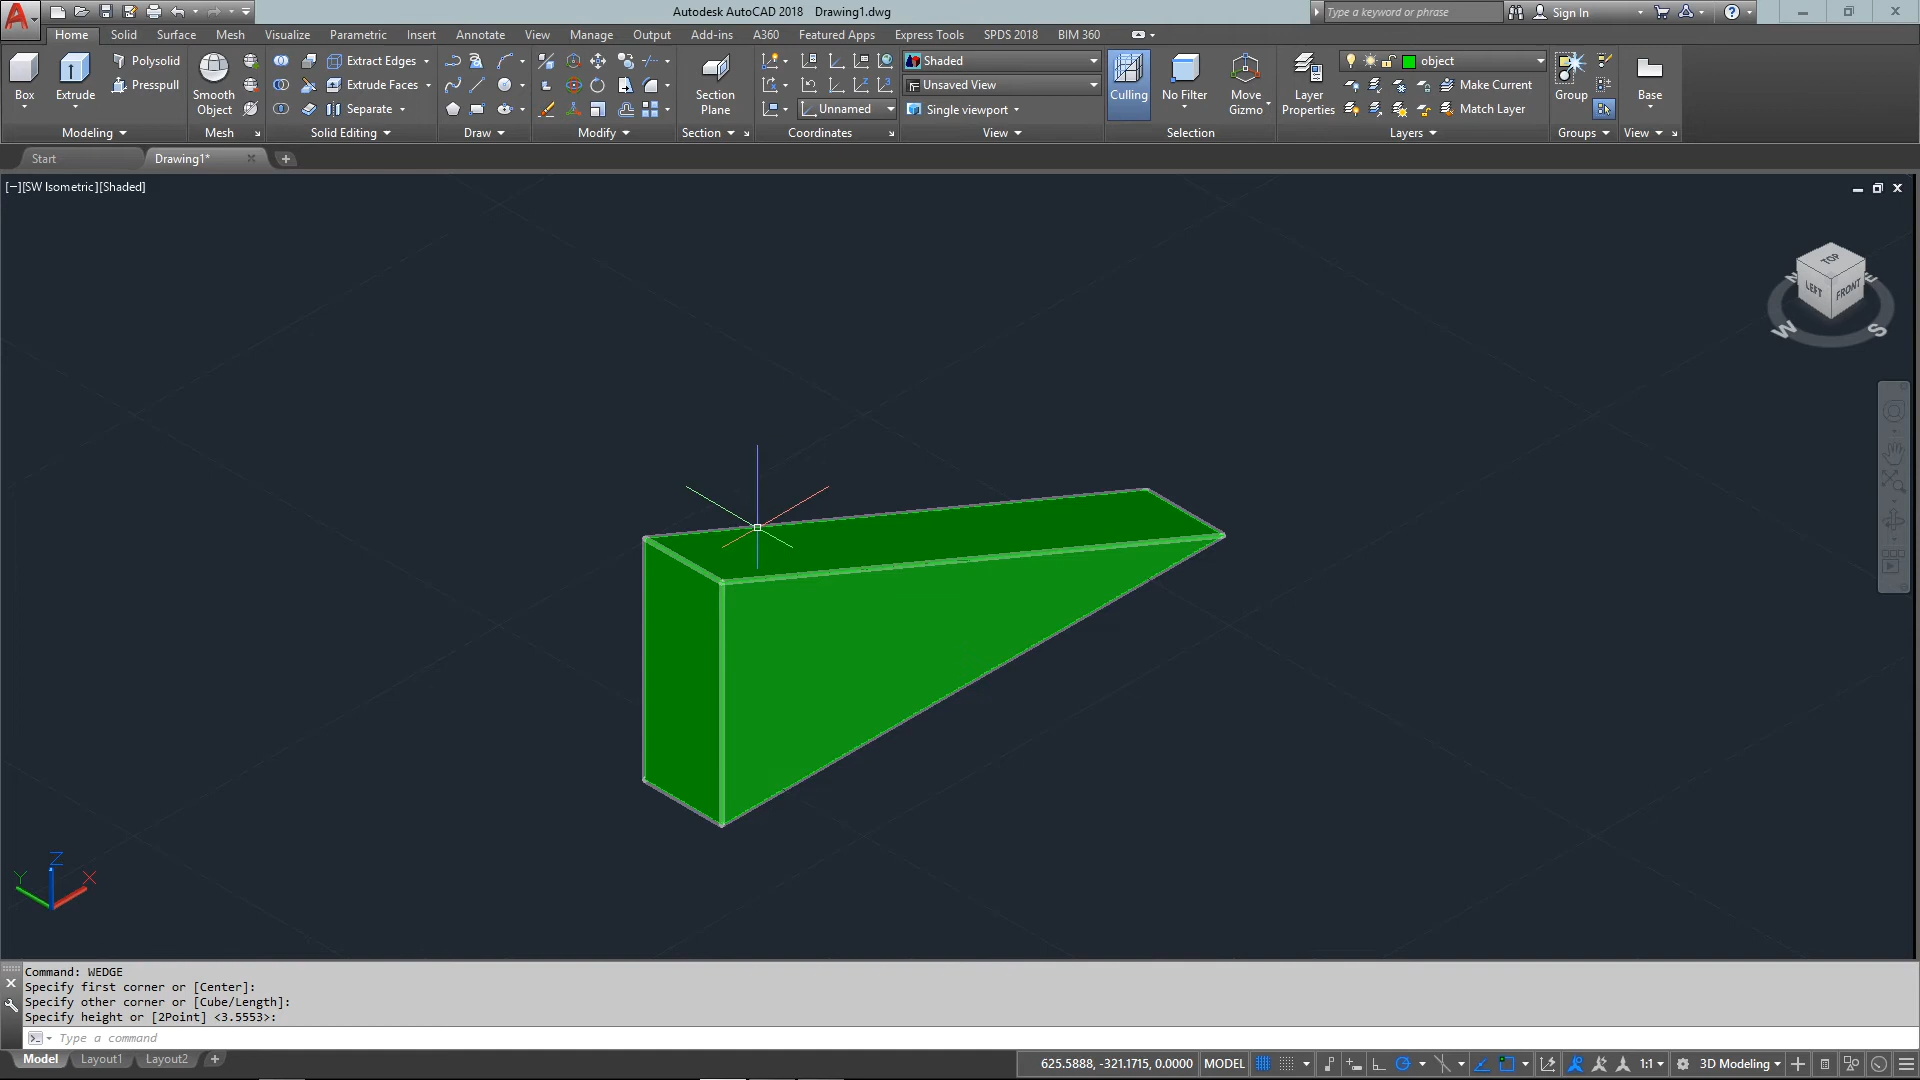 Autodesk AutoCAD 2018 Drawing1.dwg
Type a keyword or phrase
Sign In
Home Solid Surface Mesh Visualize Parametric Insert Annotate View Manage Output Add-ins A360 Featured Apps Express Tools SPDS 2018 BIM 360
Box
Extrude
Polysolid
Presspull
Smooth
Object
Extract Edges
Extrude Faces
Separate
Section
Plane
Unnamed
Shaded
Unsaved View
Single viewport
Culling
No Filter
Move
Gizmo
Layer
Properties
object
Make Current
Match Layer
Group
Base
Modeling Mesh Solid Editing Draw Modify Section Coordinates View Selection Layers Groups View
Start
Drawing1*
[−][SW Isometric][Shaded]
TOP
LEFT
FRONT
N
E
W
S
Z
Y
X
Command: WEDGE
Specify first corner or [Center]:
Specify other corner or [Cube/Length]:
Specify height or [2Point] <3.5553>:
Type a command
Model Layout1 Layout2
625.5888, -321.1715, 0.0000 MODEL 1:1 3D Modeling